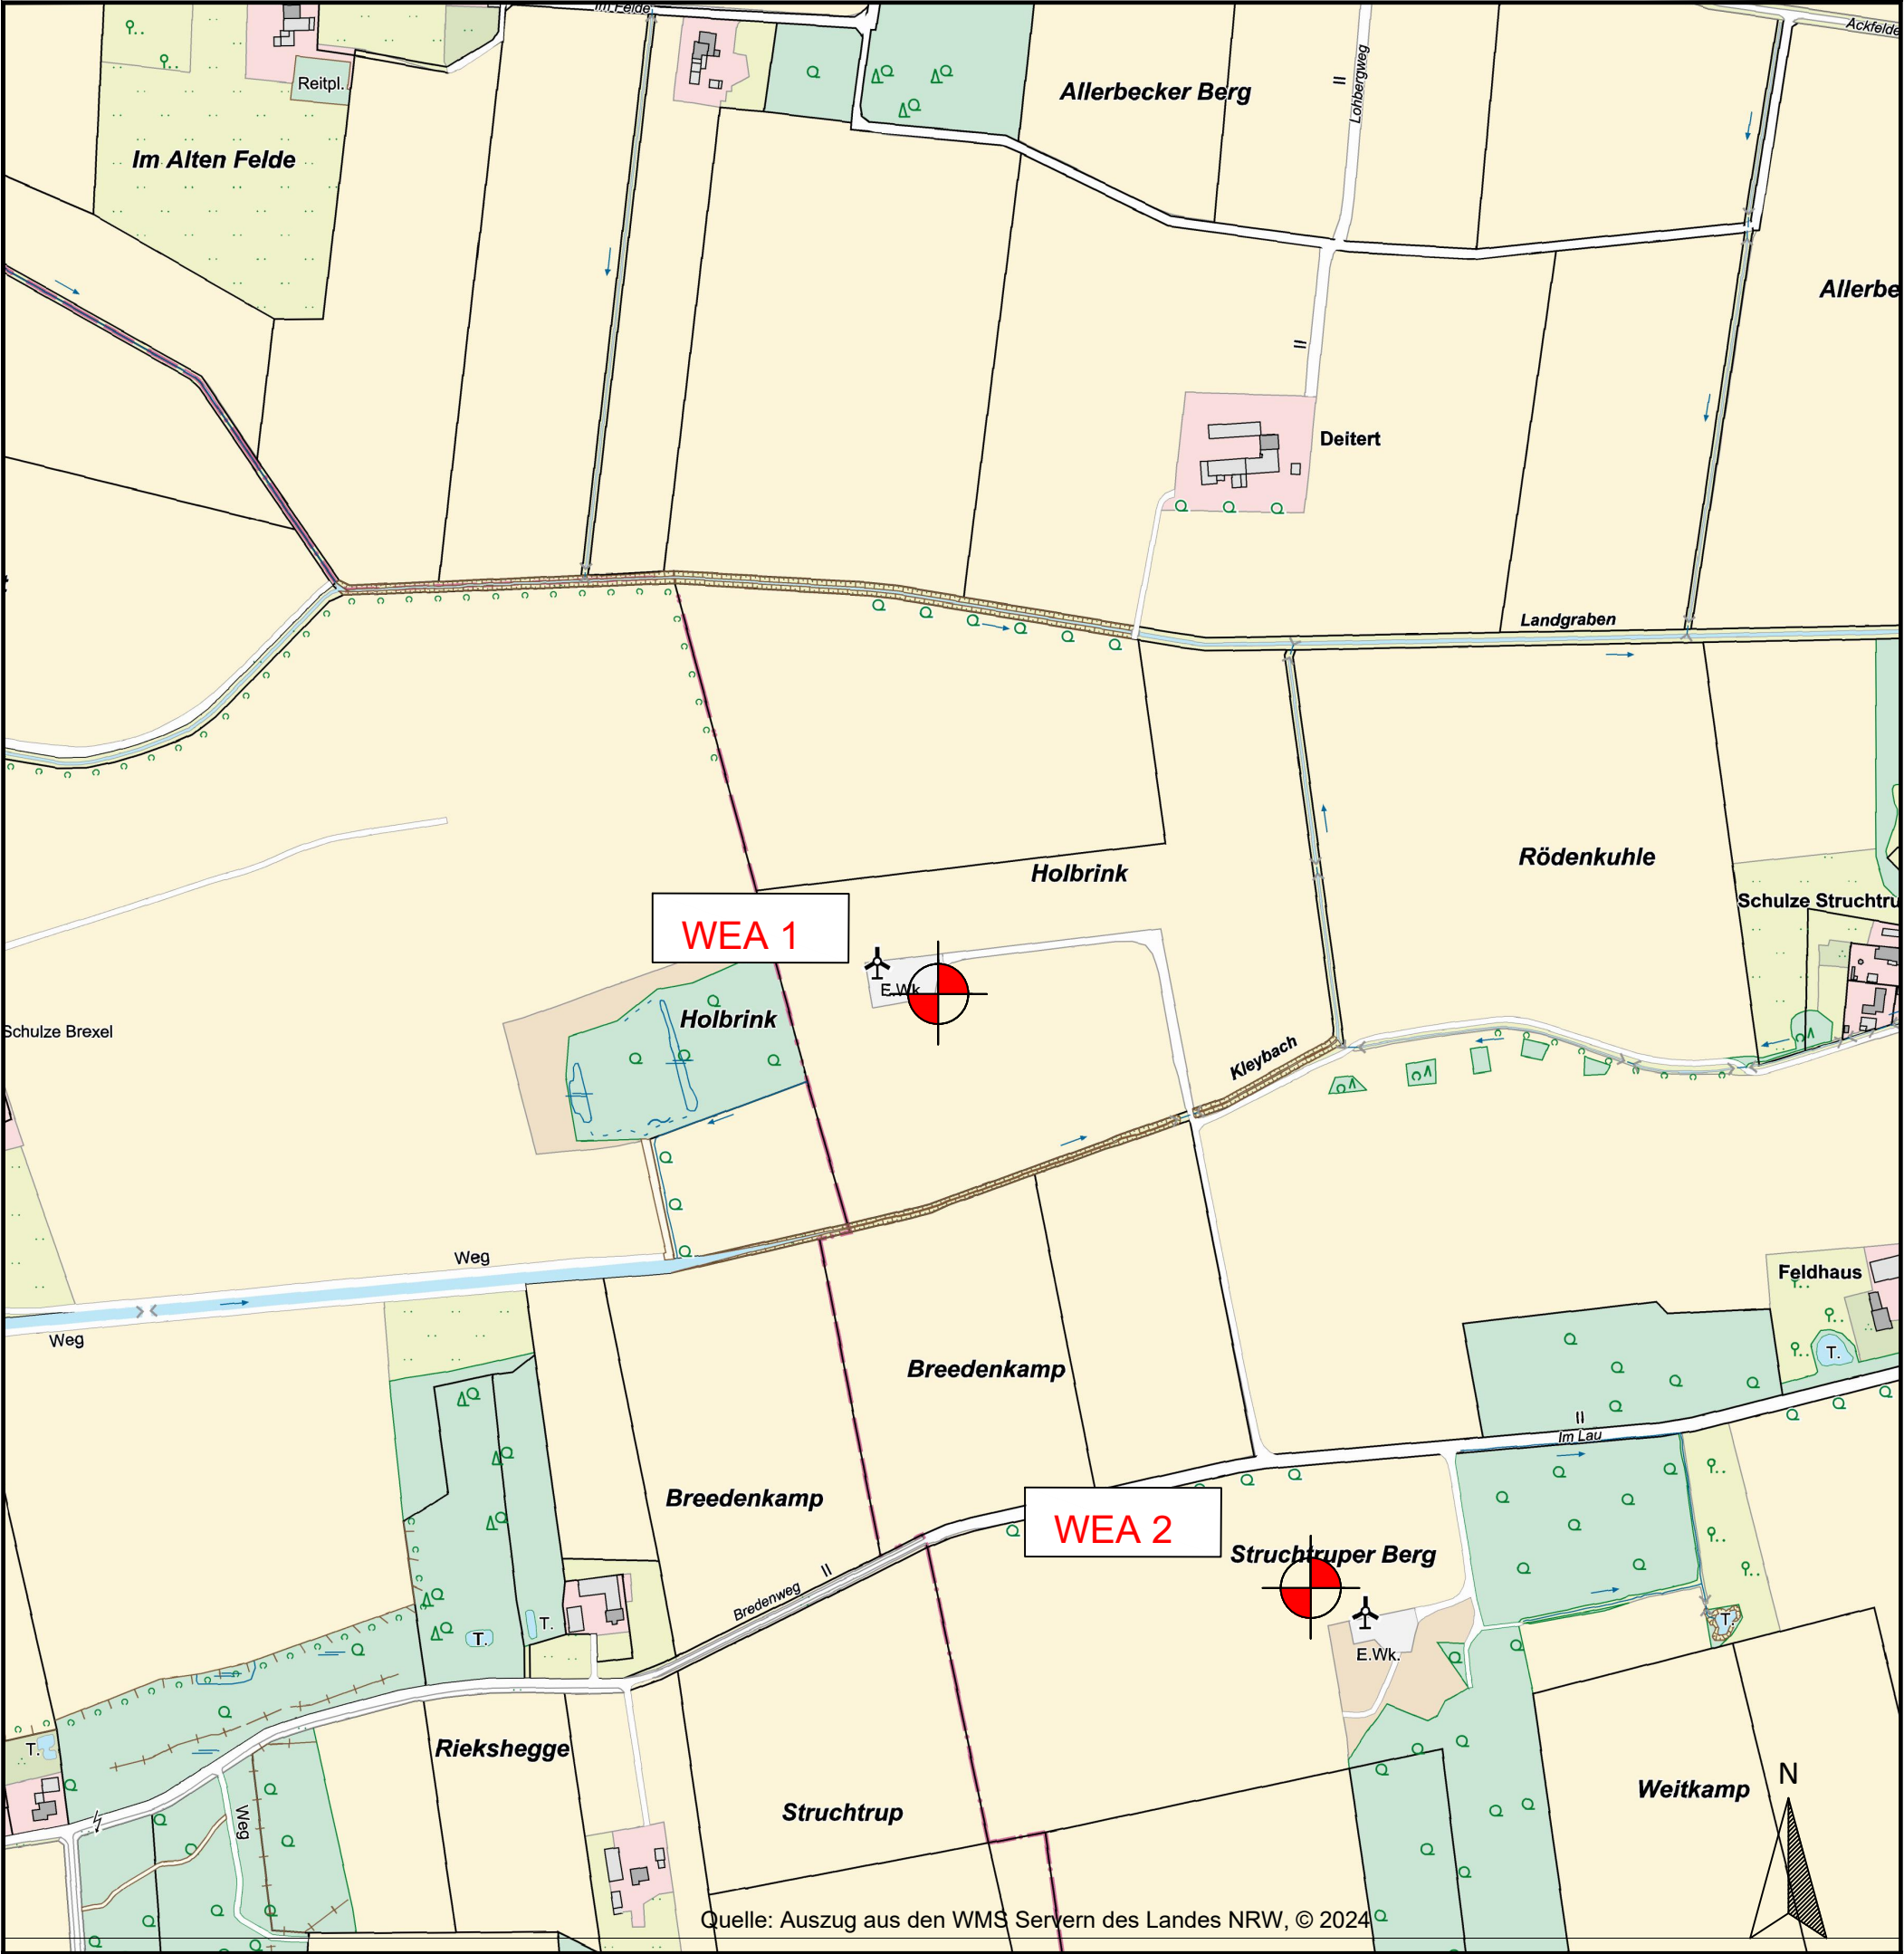 Im Felde
Ackfelde
Reitpl.
Allerbecker Berg
Lohbergweg
Im Alten Felde
Allerbe
Deitert
Landgraben
Rödenkuhle
Holbrink
Schulze Struchtru
WEA 1
E.Wk.
Holbrink
Schulze Brexel
Kleybach
Weg
Feldhaus
Weg
T.
Breedenkamp
Im Lau
Breedenkamp
WEA 2
Struchtruper Berg
Bredenweg
T.
T.
T.
E.Wk.
Riekshegge
T.
Weitkamp
N
Struchtrup
Weg
Quelle: Auszug aus den WMS Servern des Landes NRW, © 2024